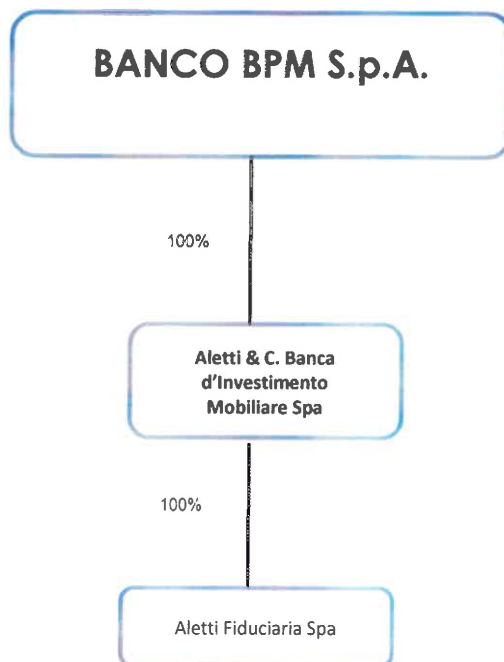 BANCO BPM S.p.A.
100%
Aletti & C. Banca
d'Investimento
Mobiliare Spa
100%
Aletti Fiduciaria Spa